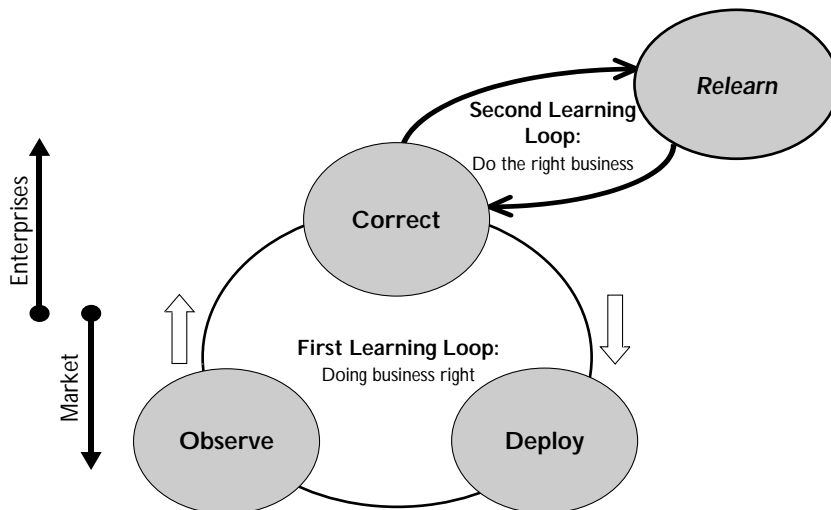 Relearn
Second Learning
Loop:
Do the right business
Correct
Enterprises
Market
First Learning Loop:
Doing business right
Observe
Deploy